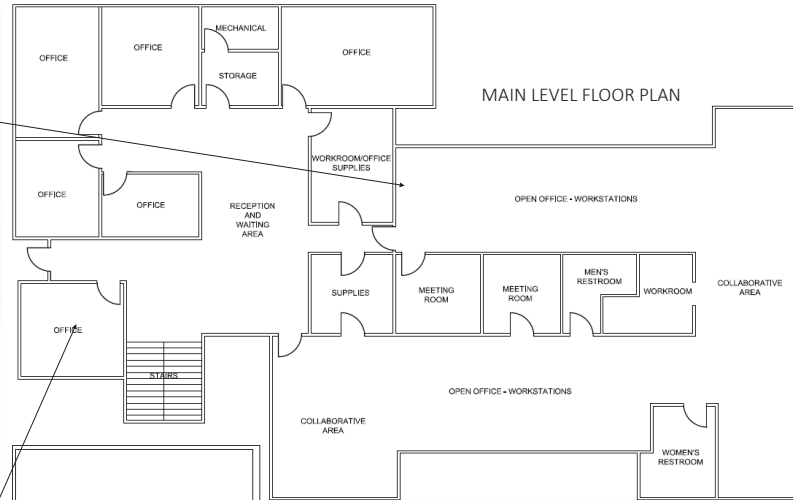 MECHANICAL
OFFICE
OFFICE
OFFICE
STORAGE
MAIN LEVEL FLOOR PLAN
WORKROOM/OFFICE
SUPPLIES
OFFICE
OFFICE
RECEPTION
AND
WAITING
AREA
OPEN OFFICE - WORKSTATIONS
SUPPLIES
MEETING
ROOM
MEETING
ROOM
MEN'S
RESTROOM
WORKROOM
COLLABORATIVE
AREA
OFFICE
STAIRS
OPEN OFFICE - WORKSTATIONS
COLLABORATIVE
AREA
WOMEN'S
RESTROOM